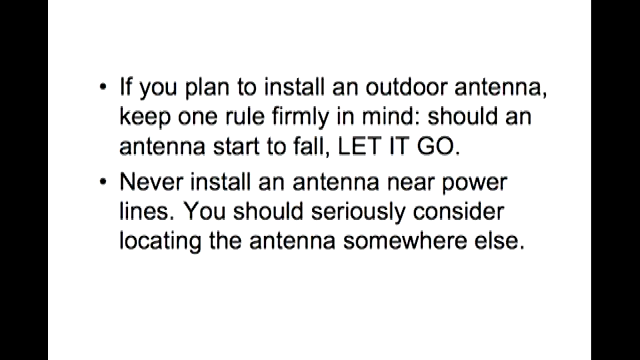 • If you plan to install an outdoor antenna,
keep one rule firmly in mind: should an
antenna start to fall, LET IT GO.
• Never install an antenna near power
lines. You should seriously consider
locating the antenna somewhere else.